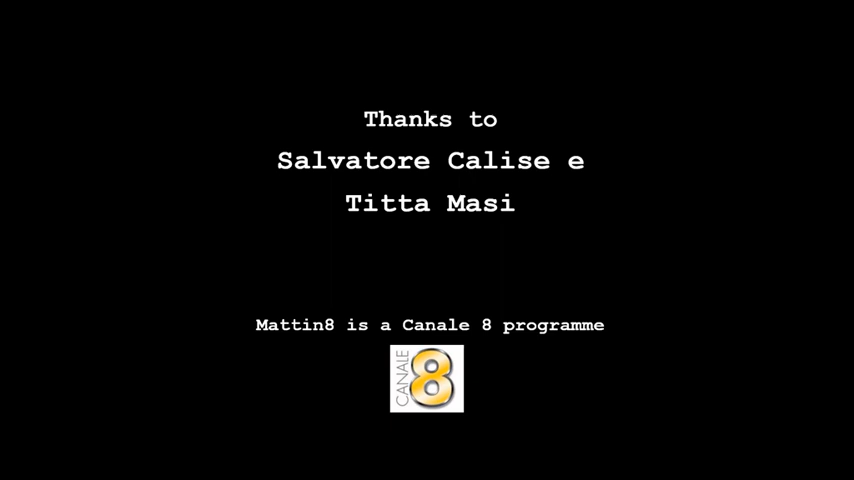 Thanks to
Salvatore Calise e
Titta Masi
Mattin8 is a Canale 8 programme
CANALE 8